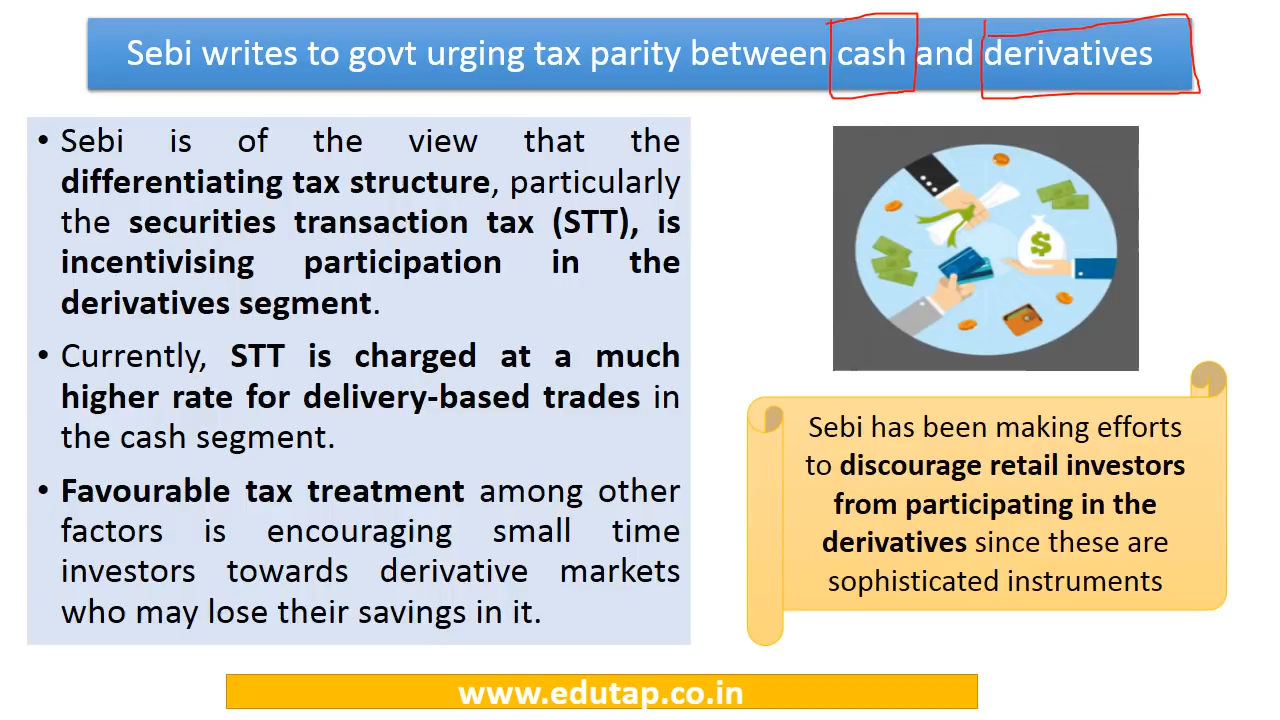 Sebi writes to govt urging tax parity between cash and derivatives
• Sebi is of the view that the
differentiating tax structure, particularly
the securities transaction tax (STT), is
incentivising participation in the
derivatives segment.
• Currently, STT is charged at a much
higher rate for delivery-based trades in
the cash segment.
• Favourable tax treatment among other
factors is encouraging small time
investors towards derivative markets
who may lose their savings in it.
$
Sebi has been making efforts
to discourage retail investors
from participating in the
derivatives since these are
sophisticated instruments
www.edutap.co.in